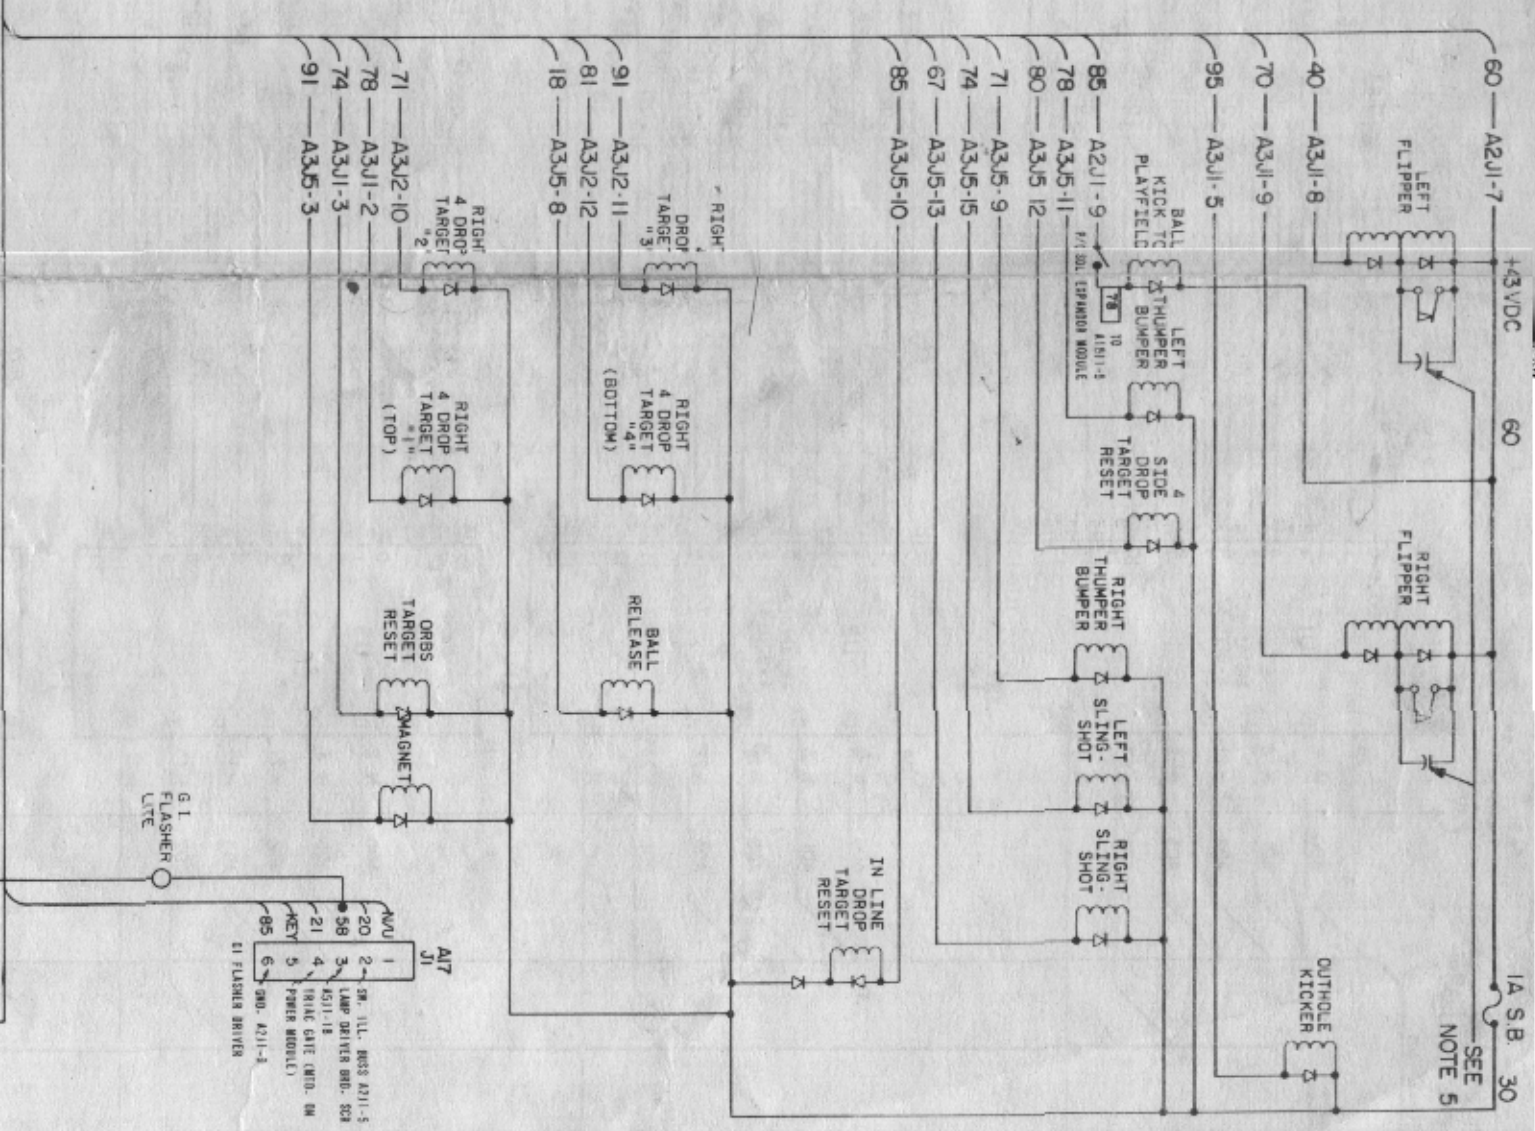 60 A2J1-7 +43 VDC 60 1A S.B. 30
SEE
NOTE 5
LEFT
FLIPPER
RIGHT
FLIPPER
40 A3J1-8
70 A3J1-9
OUTHOLE
KICKER
95 A3J1-5
BALL
KICK TO
PLAYFIELD
LEFT
THUMPER
BUMPER
4
SIDE DROP
TARGET
RESET
RIGHT
THUMPER
BUMPER
LEFT
SLING-
SHOT
RIGHT
SLING-
SHOT
85 A2J1-9
78
TO
SOL EXPANDOR MODULE
78 A3J5-11
80 A3J5 12
71 A3J5-9
74 A3J5-15
67 A3J5-13
85 A3J5-10
IN LINE
DROP
TARGET
RESET
RIGHT
DROP
TARGET
"3"
RIGHT
4 DROP
TARGET
"4"
(BOTTOM)
BALL
RELEASE
91 A3J2-11
81 A3J2-12
18 A3J5-8
RIGHT
4 DROP
TARGET
"2"
RIGHT
4 DROP
TARGET
"1"
(TOP)
ORBS
TARGET
RESET
MAGNET
71 A3J2-10
78 A3J1-2
74 A3J1-3
91 A3J5-3
A17
J1
N/U 1
20 2 SW. ILL. BUSS A2J1-5
58 3 LAMP DRIVER BRD. SCR
A5J1-18
21 4 TRIAC GATE (MTD. ON
KEY 5 POWER MODULE)
85 6 GND. A2J1-3
GI FLASHER DRIVER
G I
FLASHER
LITE